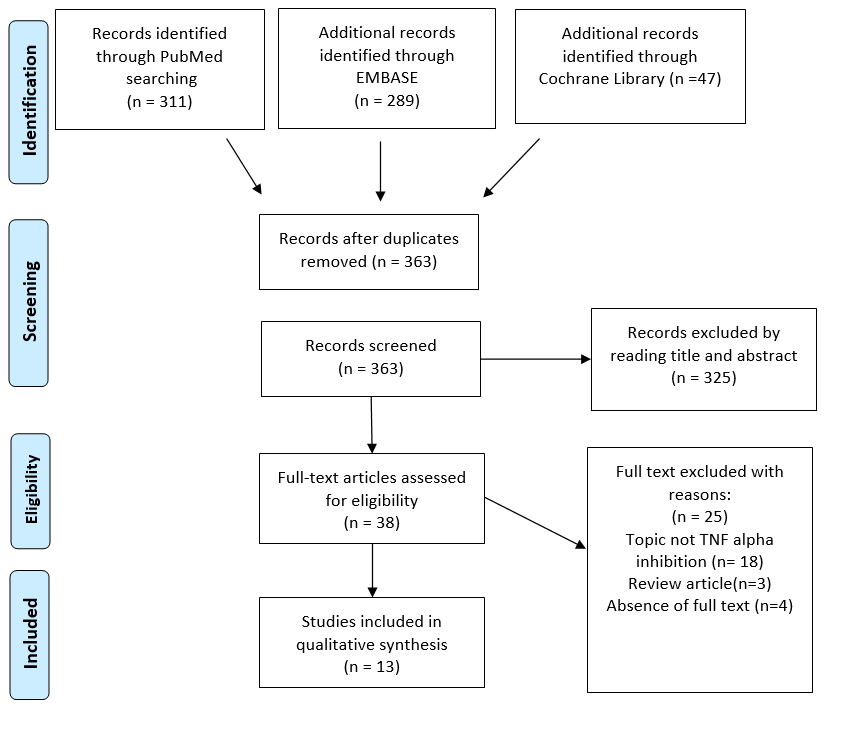 Identification
Records identified
through PubMed
searching
(n = 311)
Additional records
identified through
EMBASE
(n = 289)
Additional records
identified through
Cochrane Library (n =47)
Screening
Records after duplicates
removed (n = 363)
Records screened
(n = 363)
Records excluded by
reading title and abstract
(n = 325)
Eligibility
Full-text articles assessed
for eligibility
(n = 38)
Full text excluded with
reasons:
(n = 25)
Topic not TNF alpha
inhibition (n= 18)
Review article(n=3)
Absence of full text (n=4)
Included
Studies included in
qualitative synthesis
(n = 13)